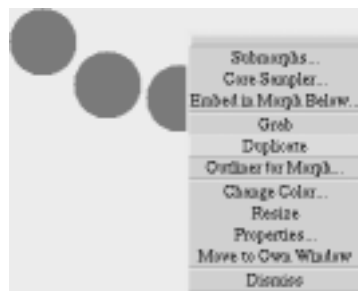 Submorphs...
Core Sampler...
Embed in Morph Below...
Grab
Duplicate
Outliner for Morph...
Change Color...
Resize
Properties...
Move to Own Window
Dismiss